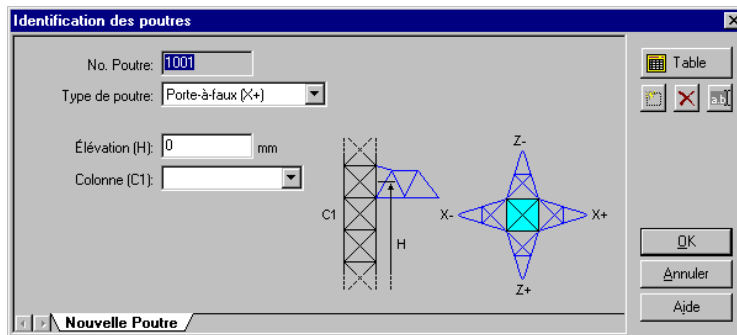 Identification des poutres
No. Poutre: 1001
Type de poutre: Porte-à-faux (X+)
Élévation (H): 0 mm
Colonne (C1):
C1
H
Z-
X-
X+
Z+
Table
a.b
OK
Annuler
Aide
Nouvelle Poutre